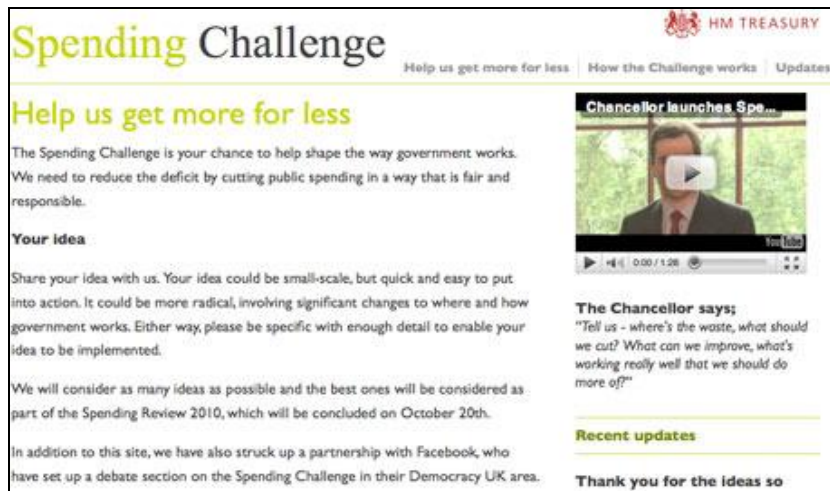 Spending Challenge
HM TREASURY
Help us get more for less
How the Challenge works
Updates
Help us get more for less
The Spending Challenge is your chance to help shape the way government works.
We need to reduce the deficit by cutting public spending in a way that is fair and
responsible.
Your idea
Share your idea with us. Your idea could be small-scale, but quick and easy to put
into action. It could be more radical, involving significant changes to where and how
government works. Either way, please be specific with enough detail to enable your
idea to be implemented.
We will consider as many ideas as possible and the best ones will be considered as
part of the Spending Review 2010, which will be concluded on October 20th.
In addition to this site, we have also struck up a partnership with Facebook, who
have set up a debate section on the Spending Challenge in their Democracy UK area.
Chancellor launches Spe...
YouTube
0:00 / 1:26
The Chancellor says;
"Tell us - where's the waste, what should
we cut? What can we improve, what's
working really well that we should do
more of?"
Recent updates
Thank you for the ideas so